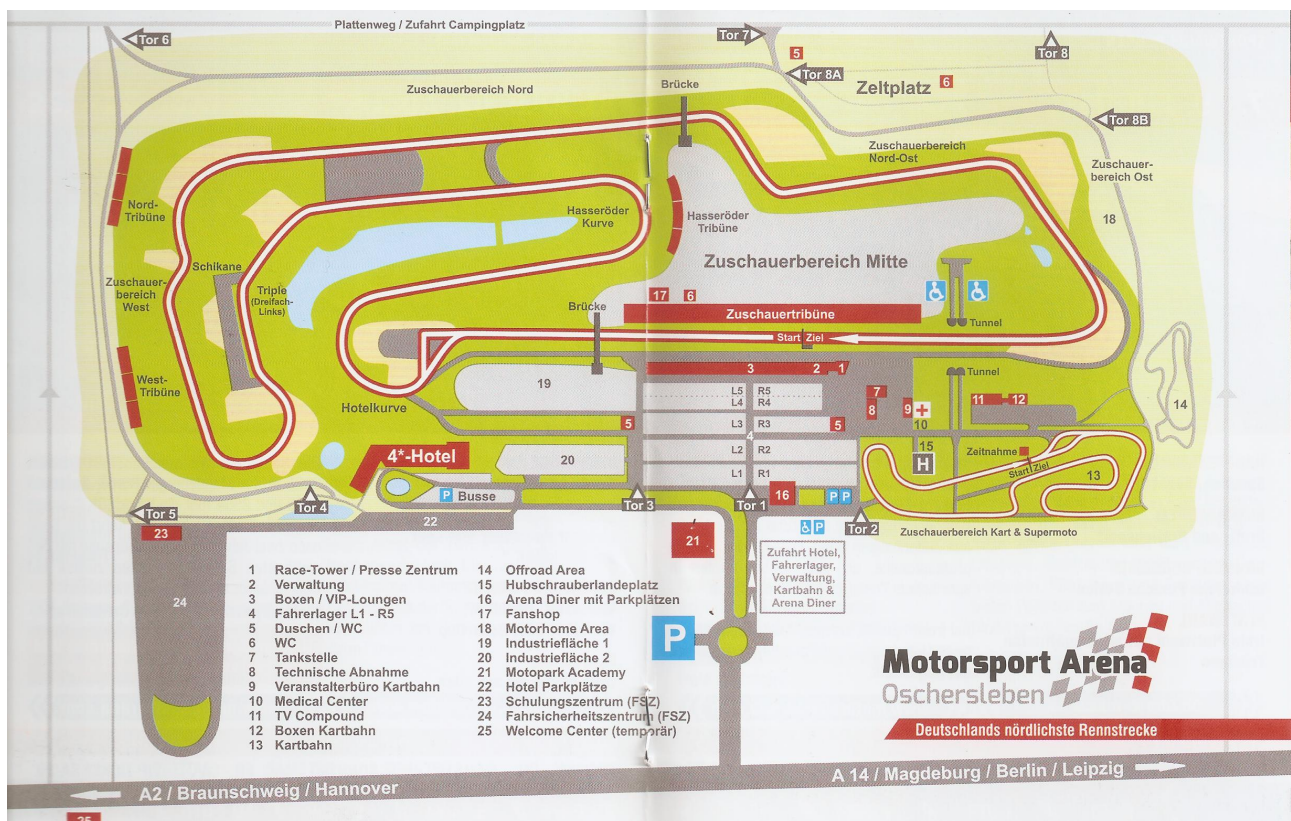 Plattenweg / Zufahrt Campingplatz
Tor 6
Tor 7
Tor 8
5
Tor 8A
Zeltplatz
6
Zuschauerbereich Nord
Brücke
Tor 8B
Zuschauerbereich
Nord-Ost
Zuschauer-
bereich Ost
18
Nord-
Tribüne
Hasseröder
Kurve
Hasseröder
Tribüne
Zuschauerbereich Mitte
Schikane
Zuschauer-
bereich
West
Triple
(Dreifach-
Links)
17
6
Brücke
Zuschauertribüne
Tunnel
Start Ziel
West-
Tribüne
3
2
1
Tunnel
19
Hotelkurve
L5
R5
L4
R4
7
8
9
10
11
12
14
5
L3
R3
5
4
4*-Hotel
20
L2
R2
15
H
Zeitnahme
Start Ziel
13
L1
R1
P
Busse
16
P P
Tor 5
Tor 4
22
Tor 3
Tor 1
Tor 2
P
Zuschauerbereich Kart & Supermoto
23
21
24
Zufahrt Hotel,
Fahrerlager,
Verwaltung,
Kartbahn &
Arena Diner
P
1 Race-Tower / Presse Zentrum
2 Verwaltung
3 Boxen / VIP-Loungen
4 Fahrerlager L1 - R5
5 Duschen / WC
6 WC
7 Tankstelle
8 Technische Abnahme
9 Veranstalterbüro Kartbahn
10 Medical Center
11 TV Compound
12 Boxen Kartbahn
13 Kartbahn
14 Offroad Area
15 Hubschrauberlandeplatz
16 Arena Diner mit Parkplätzen
17 Fanshop
18 Motorhome Area
19 Industriefläche 1
20 Industriefläche 2
21 Motopark Academy
22 Hotel Parkplätze
23 Schulungszentrum (FSZ)
24 Fahrsicherheitszentrum (FSZ)
25 Welcome Center (temporär)
Motorsport Arena
Oschersleben
Deutschlands nördlichste Rennstrecke
A 14 / Magdeburg / Berlin / Leipzig
A2 / Braunschweig / Hannover
25